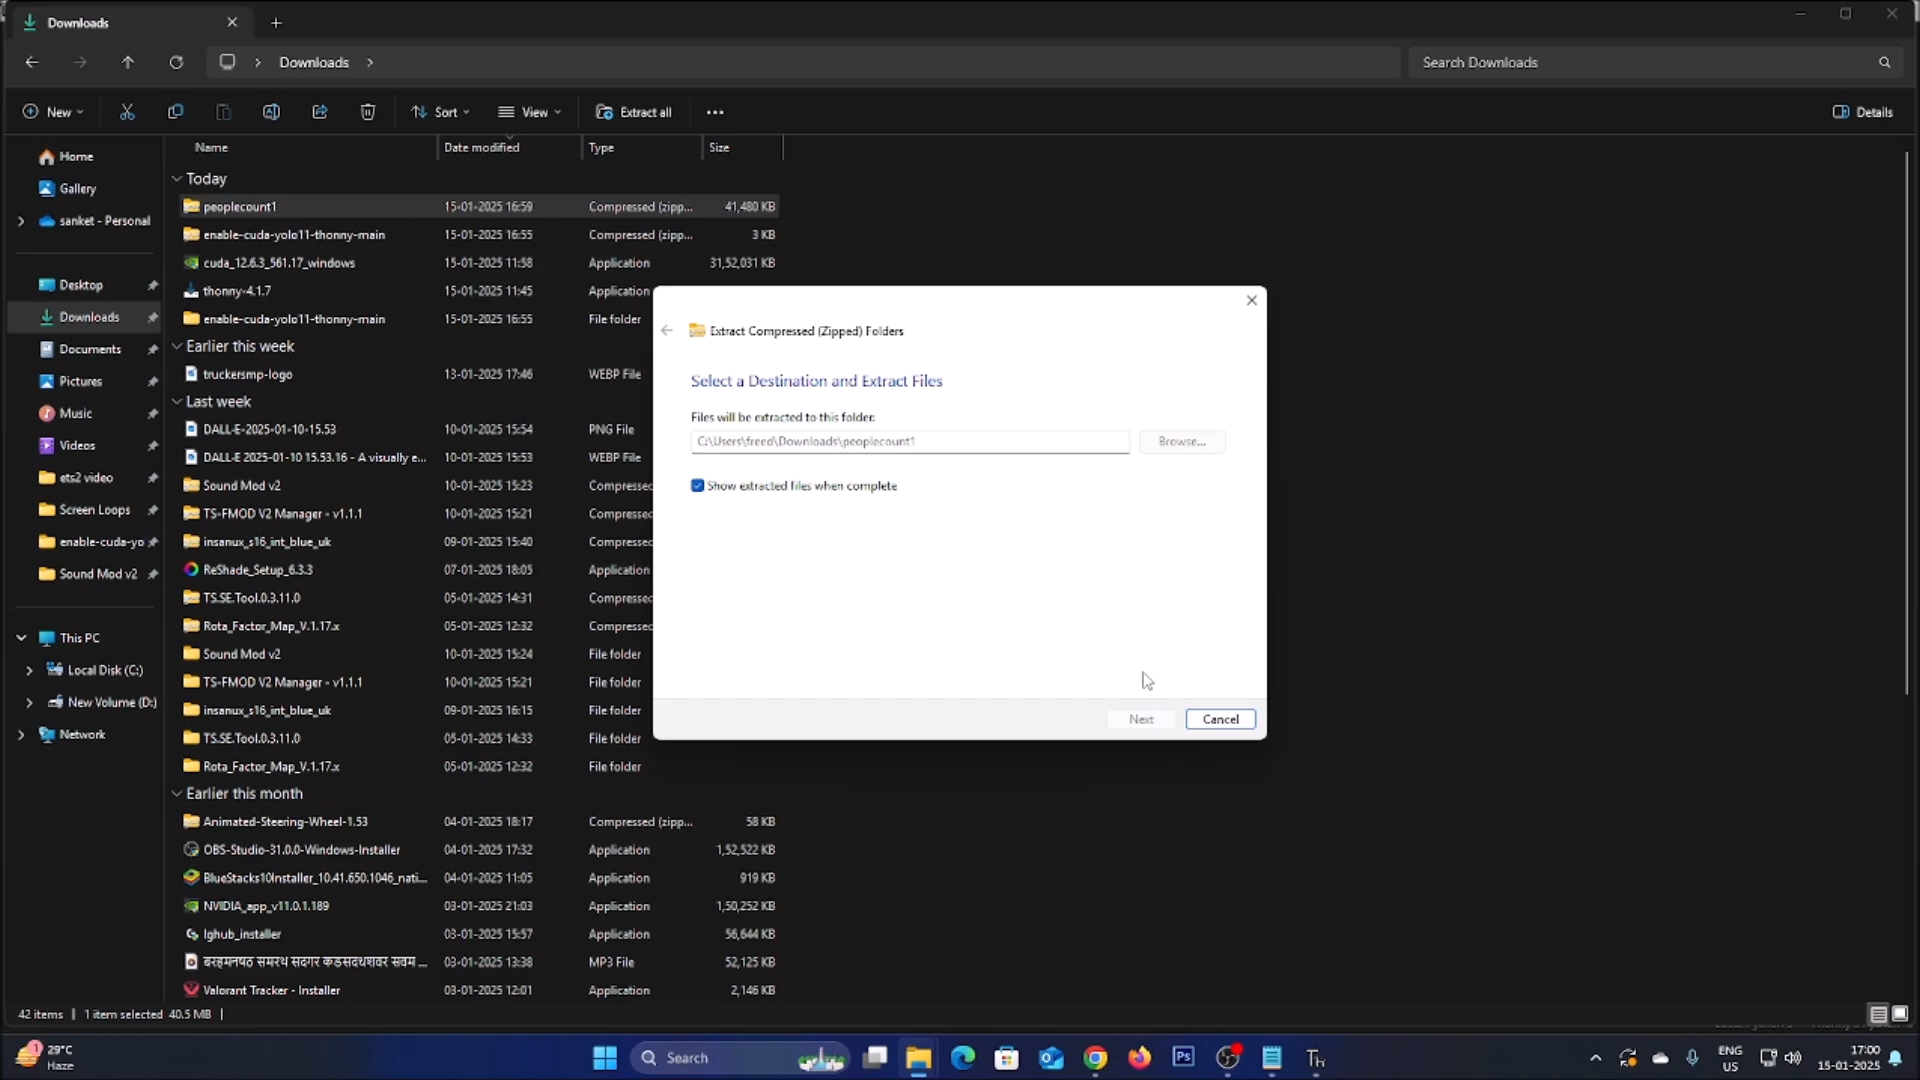 Downloads
Downloads
Search Downloads
New
Sort
View
Extract all
Details
Name Date modified Type Size
Home
Gallery
sanket - Personal
Desktop
Downloads
Documents
Pictures
Music
Videos
ets2 video
Screen Loops
enable-cuda-yo
Sound Mod v2
This PC
Local Disk (C:)
New Volume (D:)
Network
Today
peoplecount1 15-01-2025 16:59 Compressed (zipp... 41,480 KB
enable-cuda-yolo11-thonny-main 15-01-2025 16:55 Compressed (zipp... 3 KB
cuda_12.6.3_561.17_windows 15-01-2025 11:58 Application 31,52,031 KB
thonny-4.1.7 15-01-2025 11:45 Application
enable-cuda-yolo11-thonny-main 15-01-2025 16:55 File folder
Earlier this week
truckersmp-logo 13-01-2025 17:46 WEBP File
Last week
DALL-E-2025-01-10-15.53 10-01-2025 15:54 PNG File
DALL-E 2025-01-10 15.53.16 - A visually e... 10-01-2025 15:53 WEBP File
Sound Mod v2 10-01-2025 15:23 Compressed
TS-FMOD V2 Manager - v1.1.1 10-01-2025 15:21 Compressed
insanux_s16_int_blue_uk 09-01-2025 15:40 Compressed
ReShade_Setup_6.3.3 07-01-2025 18:05 Application
TS.SE.Tool.0.3.11.0 05-01-2025 14:31 Compressed
Rota_Factor_Map_V.1.17.x 05-01-2025 12:32 Compressed
Sound Mod v2 10-01-2025 15:24 File folder
TS-FMOD V2 Manager - v1.1.1 10-01-2025 15:21 File folder
insanux_s16_int_blue_uk 09-01-2025 16:15 File folder
TS.SE.Tool.0.3.11.0 05-01-2025 14:33 File folder
Rota_Factor_Map_V.1.17.x 05-01-2025 12:32 File folder
Earlier this month
Animated-Steering-Wheel-1.53 04-01-2025 18:17 Compressed (zipp... 58 KB
OBS-Studio-31.0.0-Windows-Installer 04-01-2025 17:32 Application 1,52,522 KB
BlueStacks10Installer_10.41.650.1046_nati... 04-01-2025 11:05 Application 919 KB
NVIDIA_app_v11.0.1.189 03-01-2025 21:03 Application 1,50,252 KB
lghub_installer 03-01-2025 15:57 Application 56,644 KB
03-01-2025 13:38 MP3 File 52,125 KB
Valorant Tracker - Installer 03-01-2025 12:01 Application 2,146 KB
Extract Compressed (Zipped) Folders
Select a Destination and Extract Files
Files will be extracted to this folder:
C:\Users\freed\Downloads\peoplecount1
Browse...
Show extracted files when complete
Next
Cancel
42 items | 1 item selected 40.5 MB |
29°C
Haze
Search
ENG
US
17:00
15-01-2025